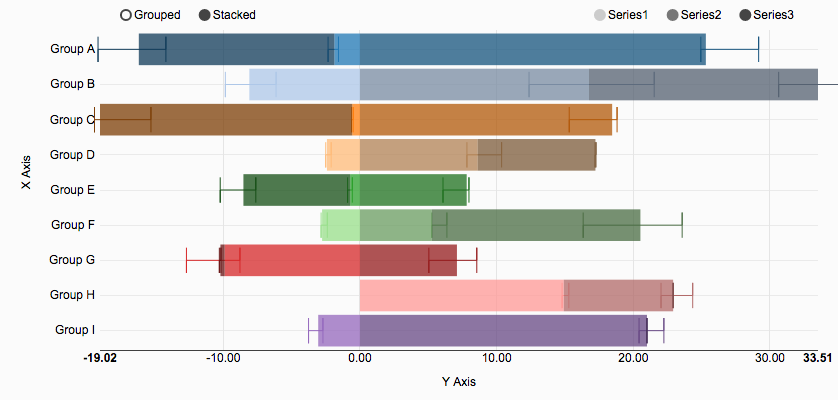 Grouped Stacked Series1 Series2 Series3
Group A
Group B
Group C
Group D
Group E
Group F
Group G
Group H
Group I
X Axis
-19.02 -10.00 0.00 10.00 20.00 30.00 33.51
Y Axis